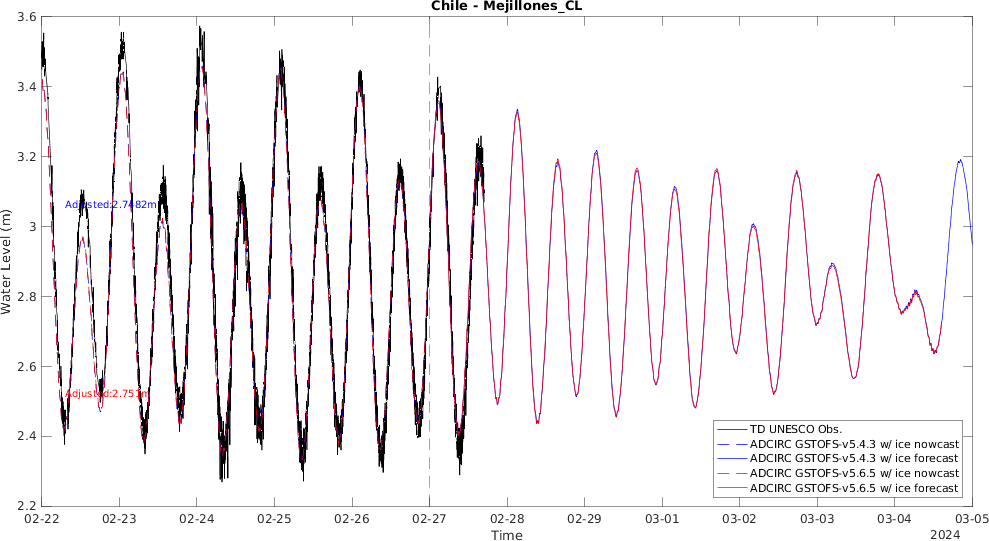 Chile - Mejillones_CL
3.6
3.4
3.2
3
2.8
2.6
2.4
2.2
Water Level (m)
Adjusted:2.7482m
Adjusted:2.751m
TD UNESCO Obs.
ADCIRC GSTOFS-v5.4.3 w/ ice nowcast
ADCIRC GSTOFS-v5.4.3 w/ ice forecast
ADCIRC GSTOFS-v5.6.5 w/ ice nowcast
ADCIRC GSTOFS-v5.6.5 w/ ice forecast
02-22 02-23 02-24 02-25 02-26 02-27 02-28 02-29 03-01 03-02 03-03 03-04 03-05
Time
2024